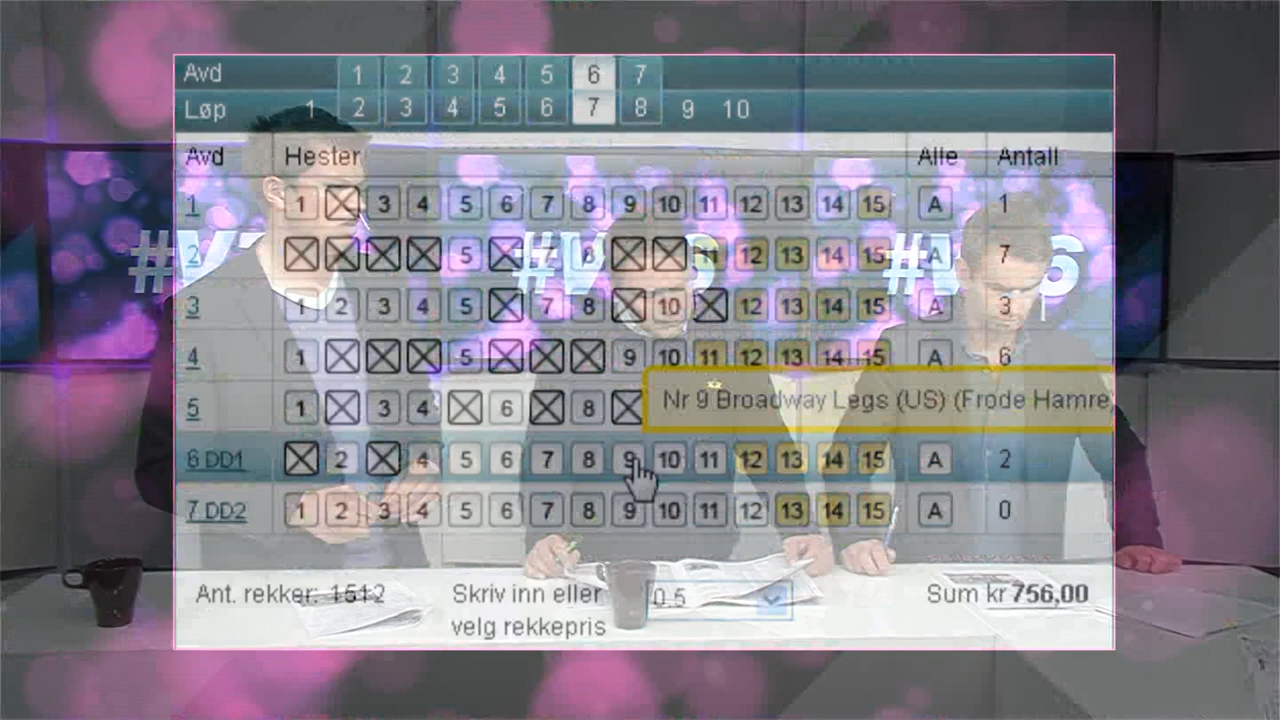 Avd 1 2 3 4 5 6 7
Løp 1 2 3 4 5 6 7 8 9 10
Avd Hester Alle Antall
1 1 3 4 5 6 7 8 9 10 11 12 13 14 15 A 1
2 5 7 8 11 12 13 14 15 A 7
3 1 2 3 4 5 7 8 10 12 13 14 15 A 3
4 1 5 9 10 11 12 13 14 15 A 6
5 1 3 4 6 8
Nr 9 Broadway Legs (US) (Frode Hamre
6 DD1 2 4 5 6 7 8 9 10 11 12 13 14 15 A 2
7 DD2 1 2 3 4 5 6 7 8 9 10 11 12 13 14 15 A 0
Ant. rekker: 1512 Skriv inn eller 0.5 Sum kr 756,00
velg rekkepris